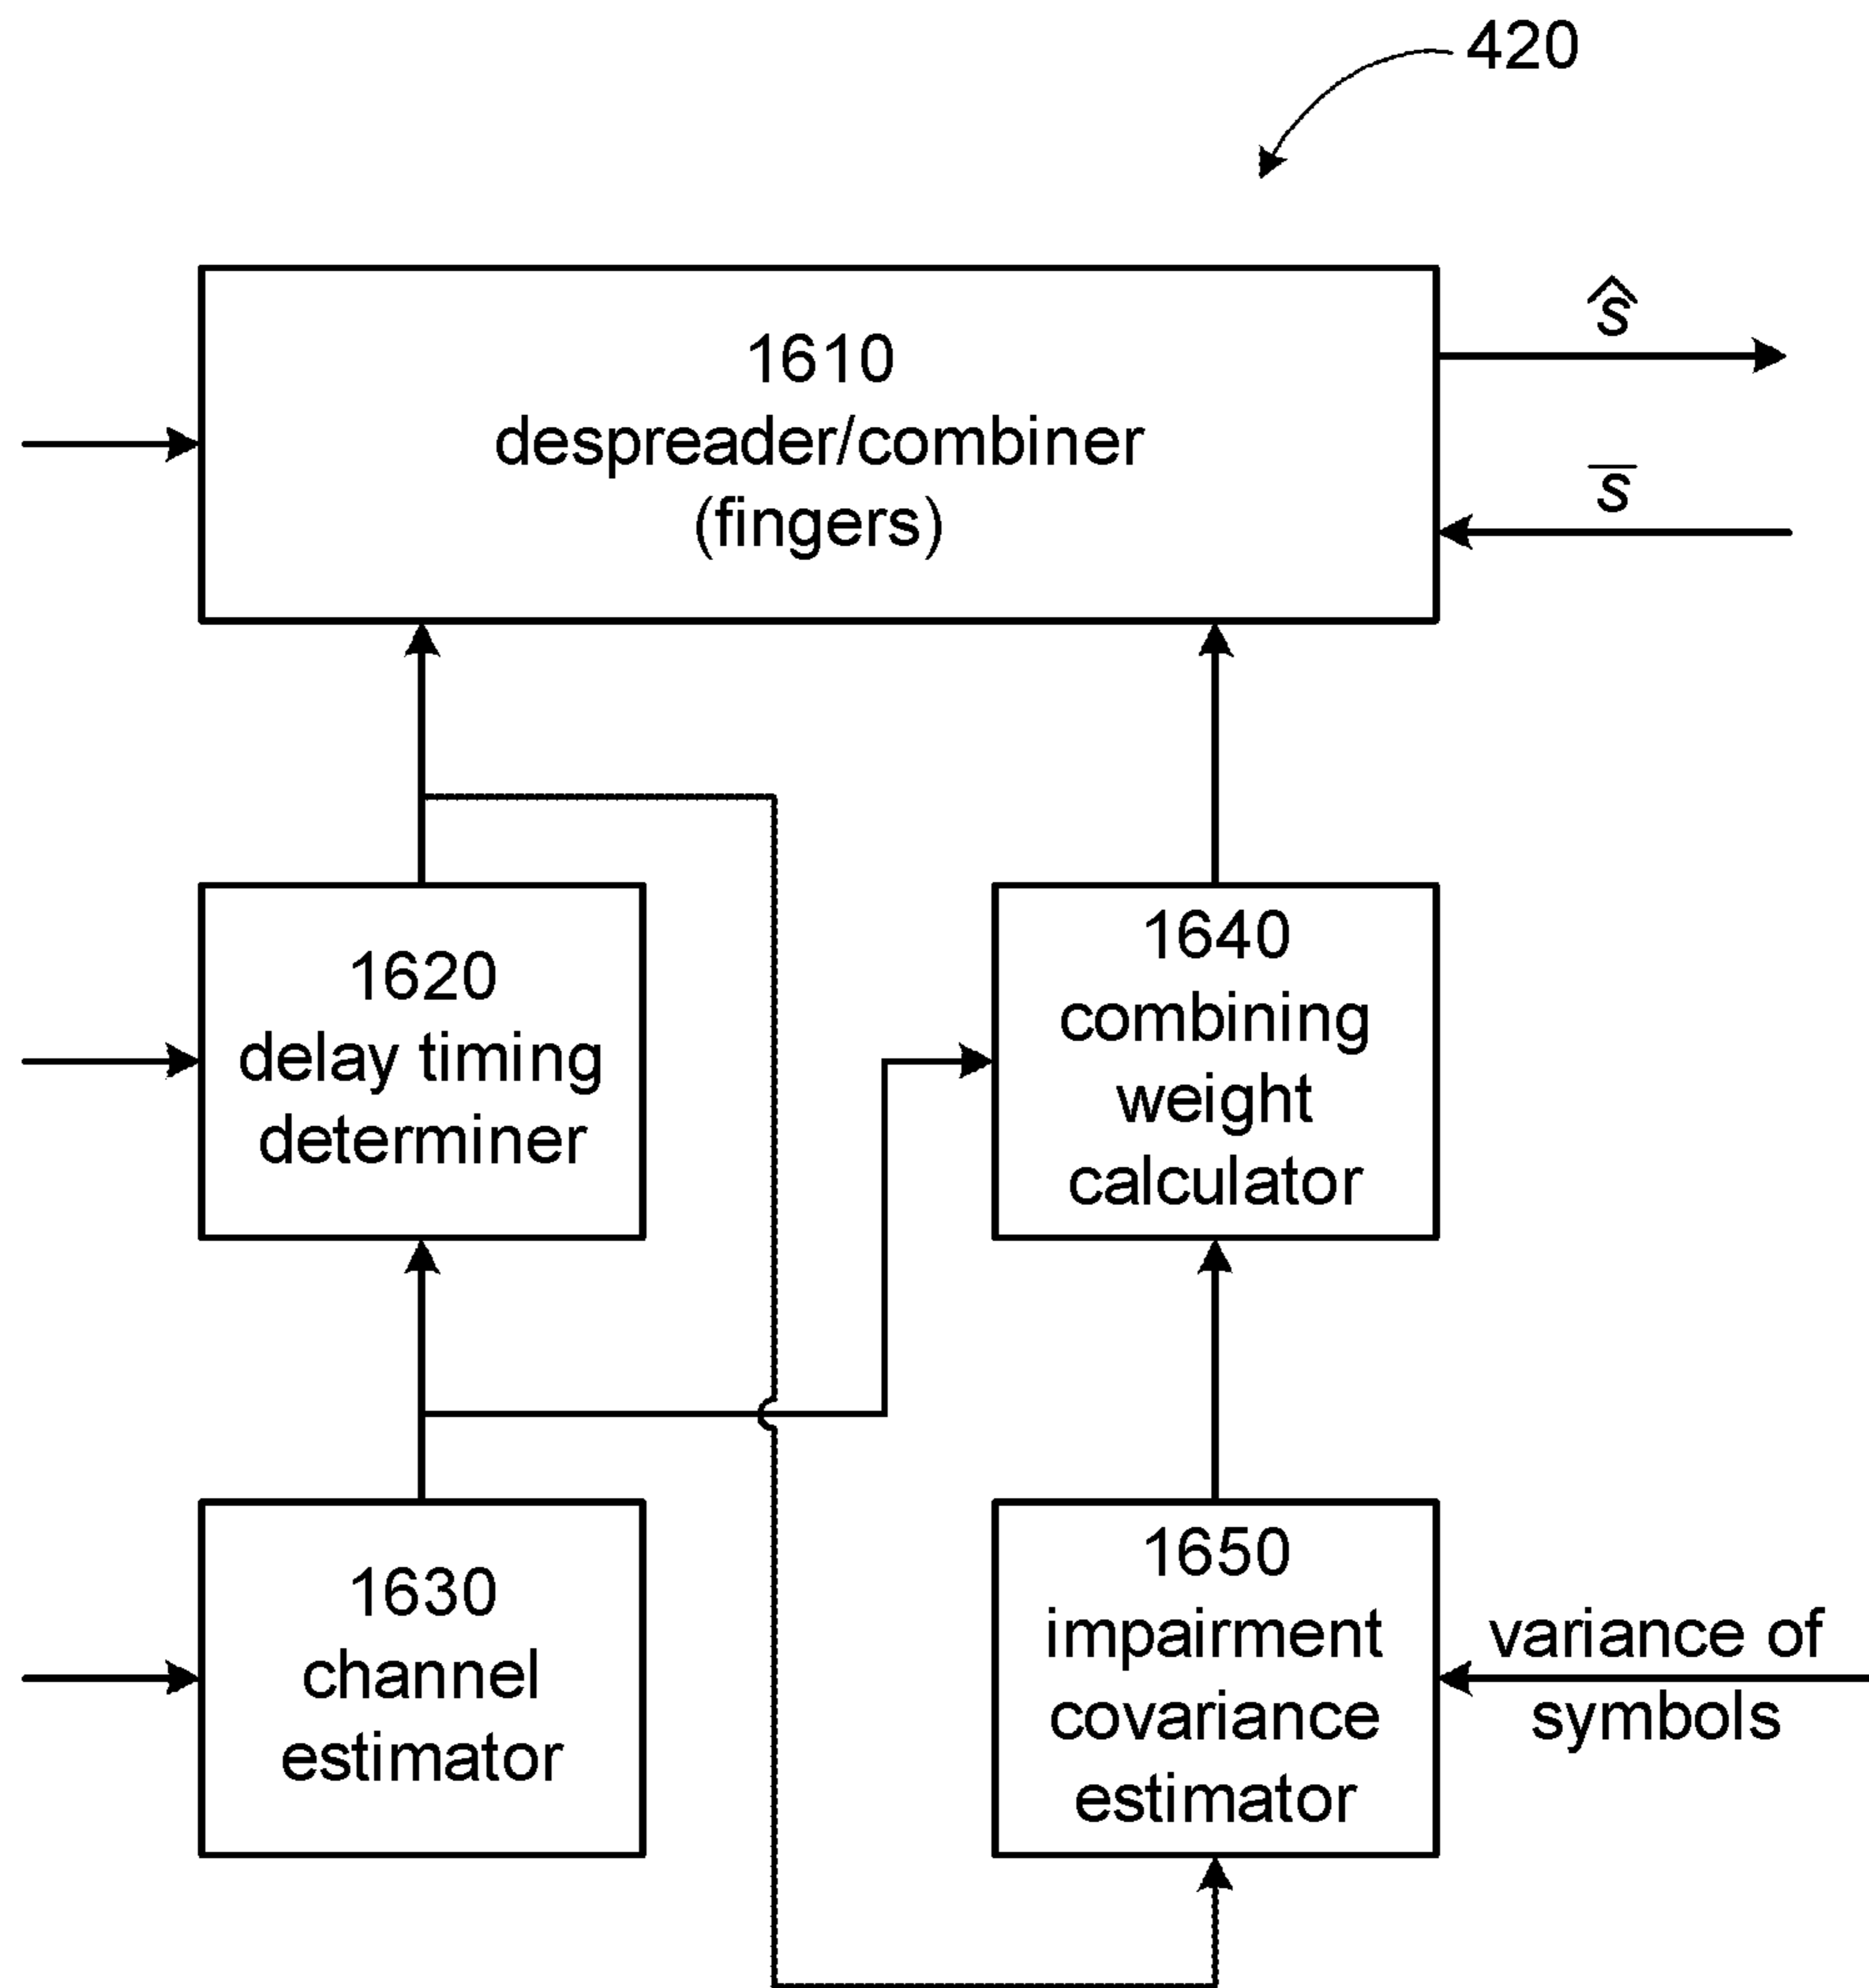 420
1610
despreader/combiner
(fingers)
ŝ
s̅
1620
delay timing
determiner
1640
combining
weight
calculator
1630
channel
estimator
1650
impairment
covariance
estimator
variance of
symbols